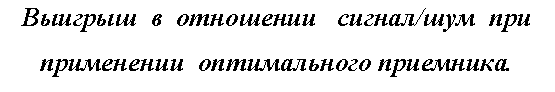 Выигрыш в отношении сигнал/шум при
применении оптимального приемника.